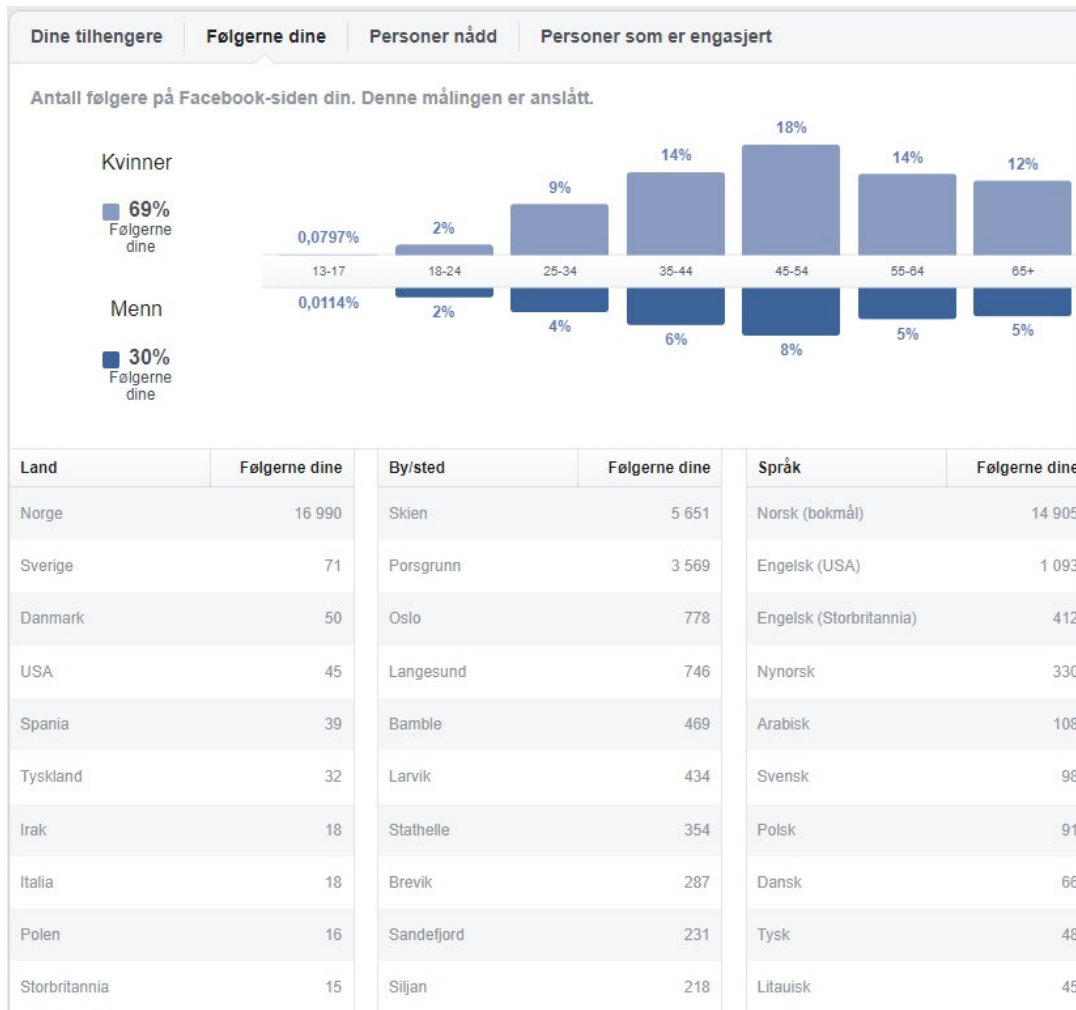 Dine tilhengere Følgerne dine Personer nådd Personer som er engasjert
Antall følgere på Facebook-siden din. Denne målingen er anslått.
Kvinner
69%
Følgerne
dine
0,0797% 2% 9% 14% 18% 14% 12%
13-17 18-24 25-34 35-44 45-54 55-64 65+
0,0114% 2% 4% 6% 8% 5% 5%
Menn
30%
Følgerne
dine
Land Følgerne dine By/sted Følgerne dine Språk Følgerne dine
Norge 16 990 Skien 5 651 Norsk (bokmål) 14 905
Sverige 71 Porsgrunn 3 569 Engelsk (USA) 1 093
Danmark 50 Oslo 778 Engelsk (Storbritannia) 412
USA 45 Langesund 746 Nynorsk 330
Spania 39 Bamble 469 Arabisk 108
Tyskland 32 Larvik 434 Svensk 98
Irak 18 Stathelle 354 Polsk 91
Italia 18 Brevik 287 Dansk 66
Polen 16 Sandefjord 231 Tysk 48
Storbritannia 15 Siljan 218 Litauisk 45